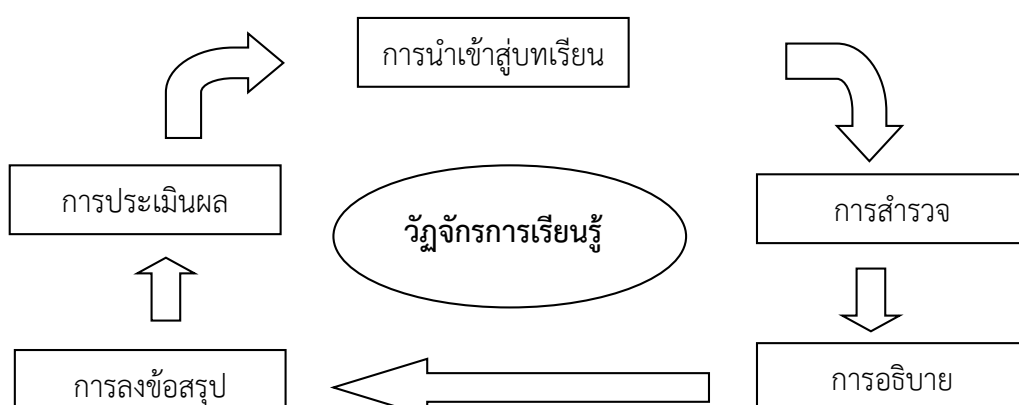 การนำเข้าสู่บทเรียน
การสำรวจ
การอธิบาย
การลงข้อสรุป
การประเมินผล
วัฏจักรการเรียนรู้